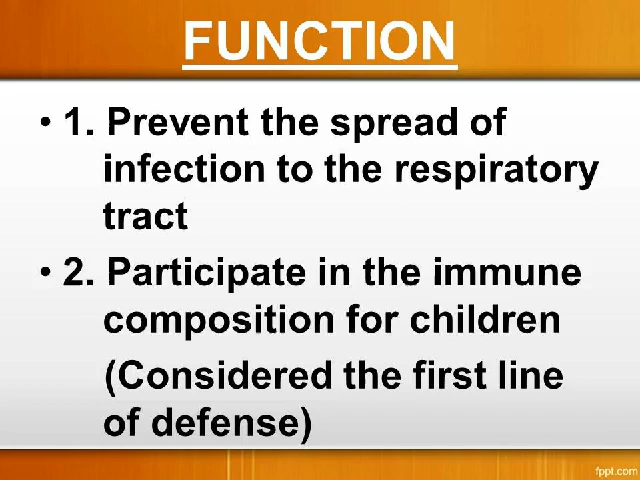 FUNCTION
• 1. Prevent the spread of
infection to the respiratory
tract
• 2. Participate in the immune
composition for children
(Considered the first line
of defense)
fppt.com